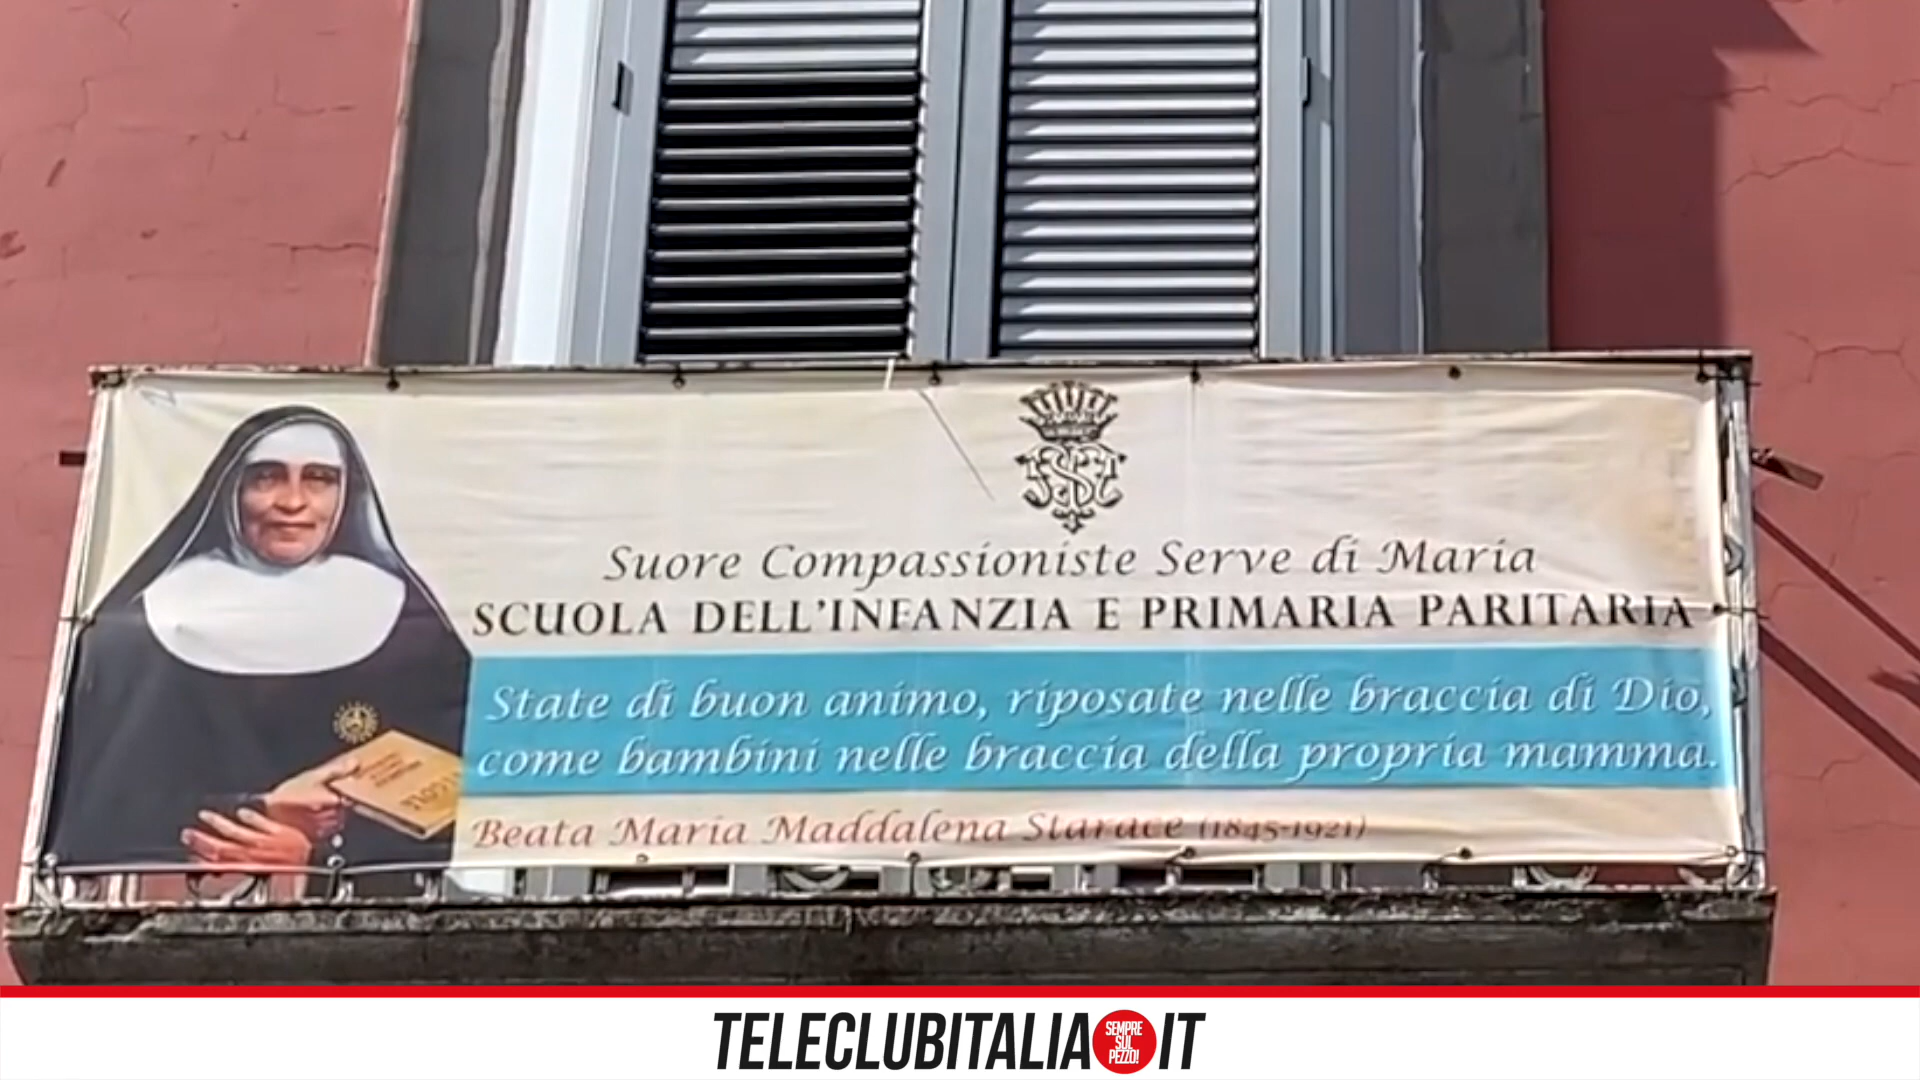 Suore Compassioniste Serve di Maria
SCUOLA DELL'INFANZIA E PRIMARIA PARITARIA
State di buon animo, riposate nelle braccia di Dio,
come bambini nelle braccia della propria mamma.
Beata Maria Maddalena Starace (1845-1921)
TELECLUBITALIA.IT
SEMPRE
SUL
PEZZO!